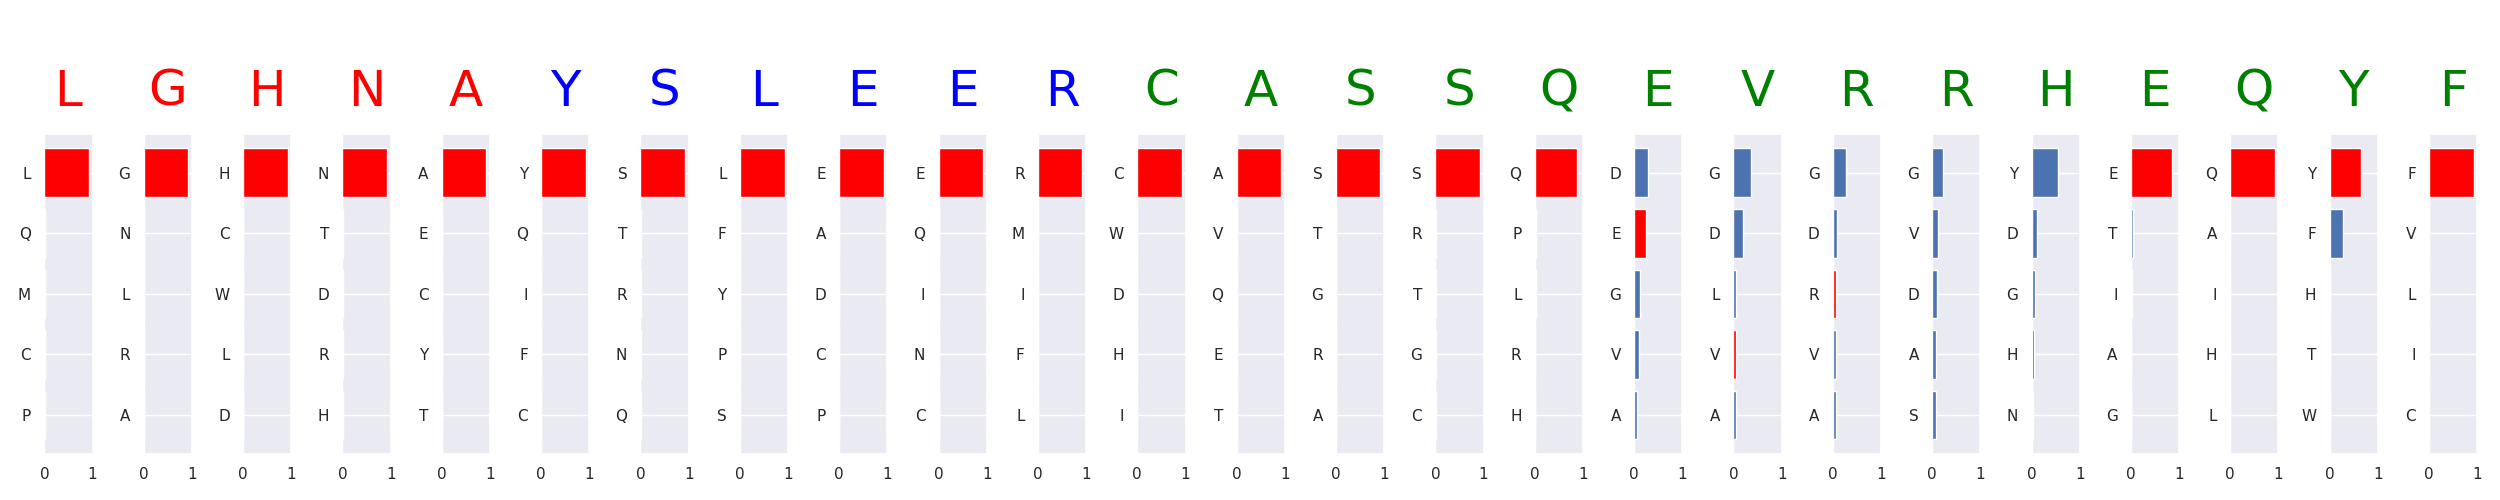 L G H N A Y S L E E R C A S S Q E V R R H E Q Y F
L G H N A Y S L E E R C A S S Q D G G G Y E Q Y F
Q N C T E Q T F A Q M W V T R P E D D V D T A F V
M L W D C I R Y D I I D Q G T L G L R D G I I H L
C R L R Y F N P C N F H E R G R V V V A H A H T I
P A D H T C Q S P C L I T A C H A A A S N G L W C
0 1 0 1 0 1 0 1 0 1 0 1 0 1 0 1 0 1 0 1 0 1 0 1 0 1 0 1 0 1 0 1 0 1 0 1 0 1 0 1 0 1 0 1 0 1 0 1 0 1